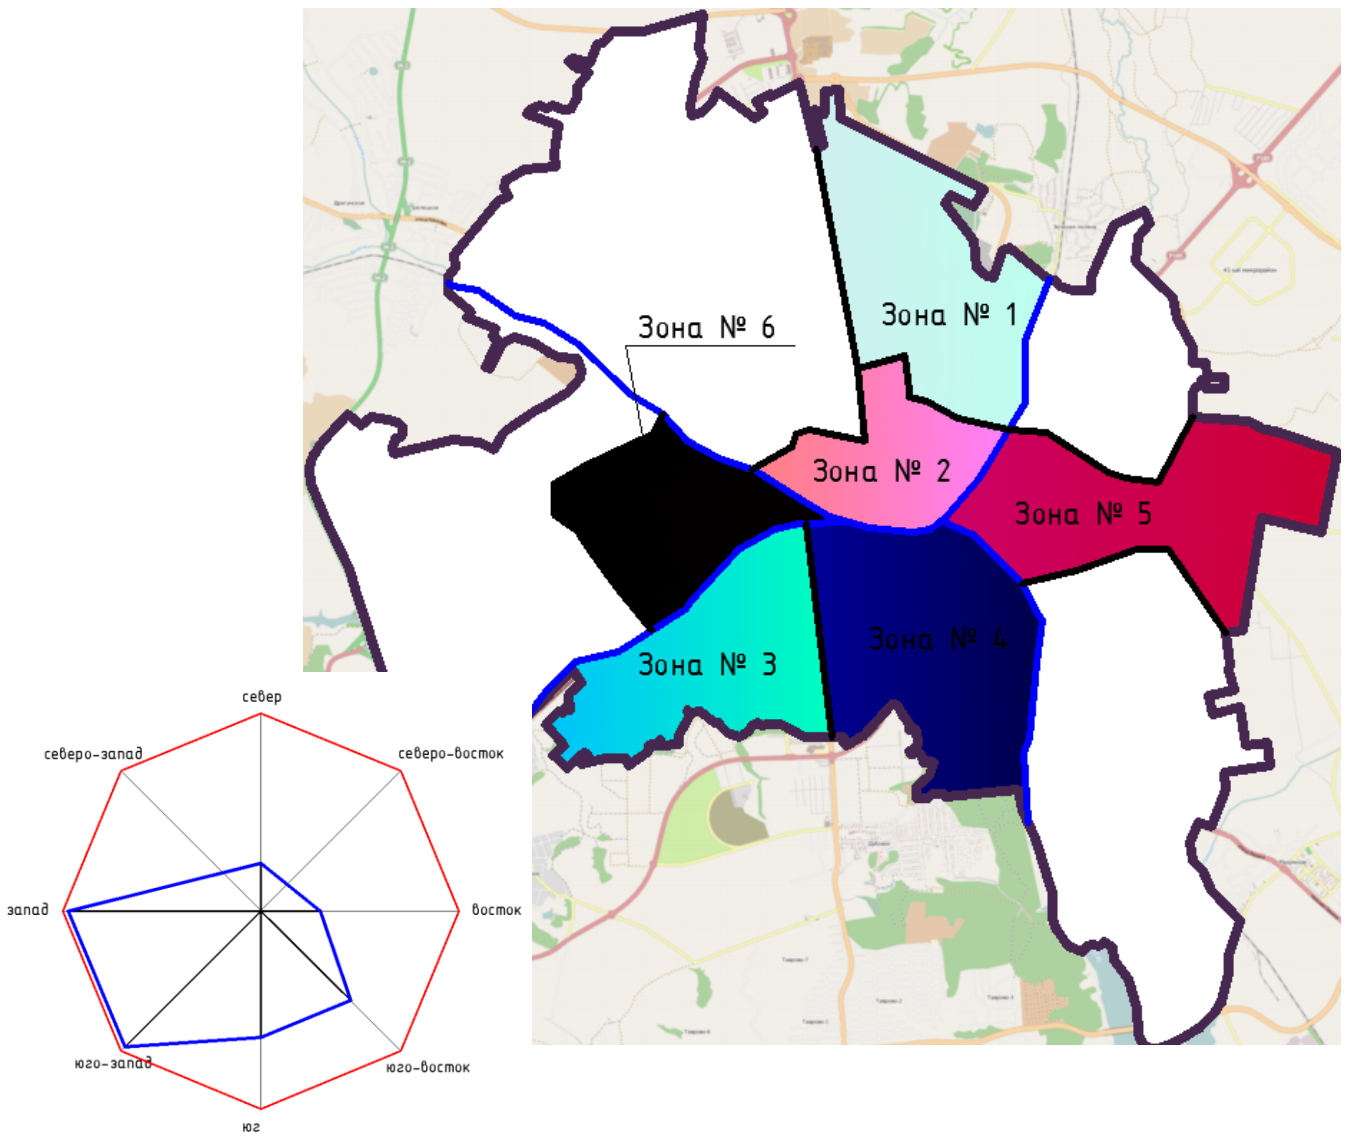 Зона № 1
Зона № 6
Зона № 2
Зона № 5
Зона № 4
Зона № 3
север
северо-запад
северо-восток
запад
восток
юго-запад
юго-восток
юг